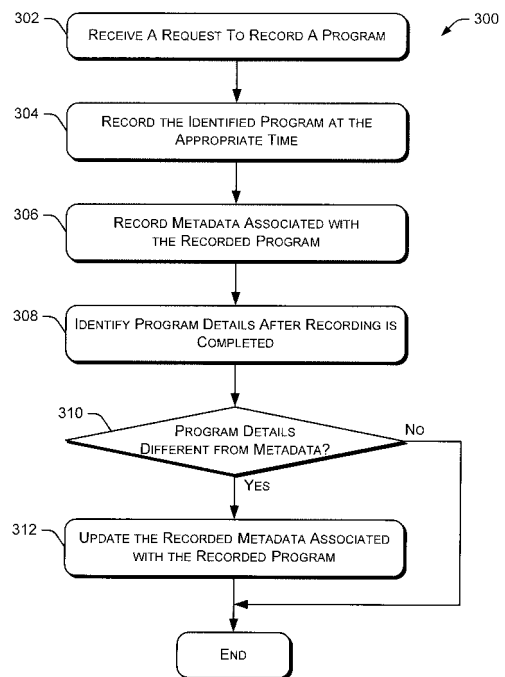 302
RECEIVE A REQUEST TO RECORD A PROGRAM
300
304
RECORD THE IDENTIFIED PROGRAM AT THE
APPROPRIATE TIME
306
RECORD METADATA ASSOCIATED WITH
THE RECORDED PROGRAM
308
IDENTIFY PROGRAM DETAILS AFTER RECORDING IS
COMPLETED
310
PROGRAM DETAILS
DIFFERENT FROM METADATA?
NO
YES
312
UPDATE THE RECORDED METADATA ASSOCIATED
WITH THE RECORDED PROGRAM
END